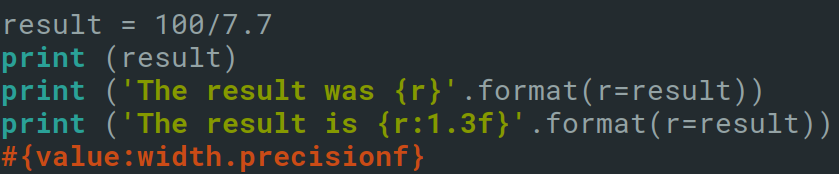 result = 100/7.7
print (result)
print ('The result was {r}'.format(r=result))
print ('The result is {r:1.3f}'.format(r=result))
#{value:width.precisionf}